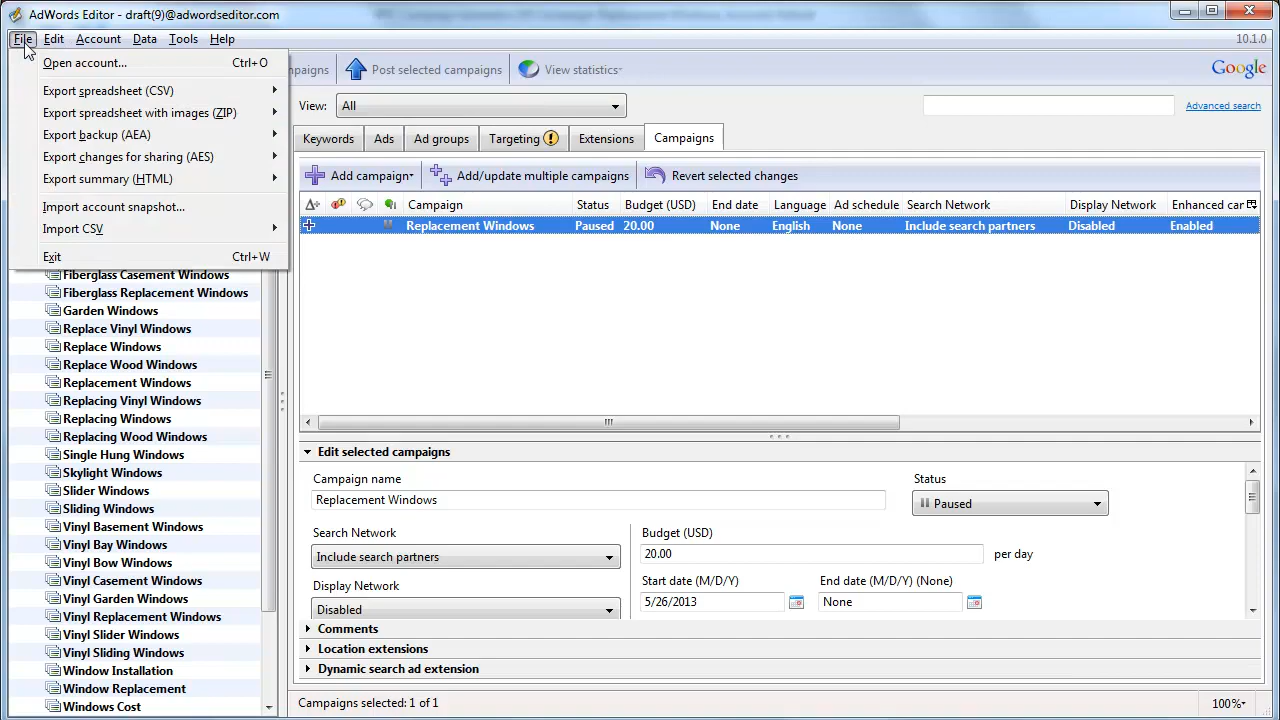 AdWords Editor - draft(9)@adwordseditor.com
File Edit Account Data Tools Help 10.1.0
Open account... Ctrl+O
Export spreadsheet (CSV)
Export spreadsheet with images (ZIP)
Export backup (AEA)
Export changes for sharing (AES)
Export summary (HTML)
Import account snapshot...
Import CSV
Exit Ctrl+W
Post selected campaigns View statistics Google
View: All Advanced search
Keywords Ads Ad groups Targeting Extensions Campaigns
Add campaign Add/update multiple campaigns Revert selected changes
Campaign Status Budget (USD) End date Language Ad schedule Search Network Display Network Enhanced car
Replacement Windows Paused 20.00 None English None Include search partners Disabled Enabled
Fiberglass Casement Windows
Fiberglass Replacement Windows
Garden Windows
Replace Vinyl Windows
Replace Windows
Replace Wood Windows
Replacement Windows
Replacing Vinyl Windows
Replacing Windows
Replacing Wood Windows
Single Hung Windows
Skylight Windows
Slider Windows
Sliding Windows
Vinyl Basement Windows
Vinyl Bay Windows
Vinyl Bow Windows
Vinyl Casement Windows
Vinyl Garden Windows
Vinyl Replacement Windows
Vinyl Slider Windows
Vinyl Sliding Windows
Window Installation
Window Replacement
Windows Cost
Edit selected campaigns
Campaign name Status
Replacement Windows Paused
Search Network Budget (USD)
Include search partners 20.00 per day
Display Network Start date (M/D/Y) End date (M/D/Y) (None)
Disabled 5/26/2013 None
Comments
Location extensions
Dynamic search ad extension
Campaigns selected: 1 of 1 100%